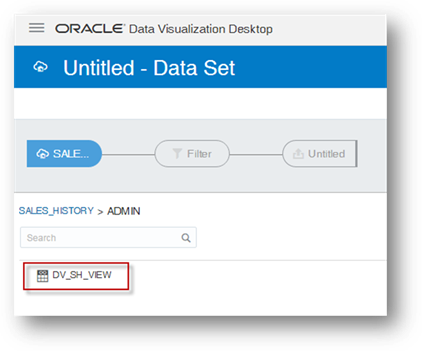 ORACLE Data Visualization Desktop
Untitled - Data Set
SALE... Filter Untitled
SALES_HISTORY > ADMIN
Search
DV_SH_VIEW